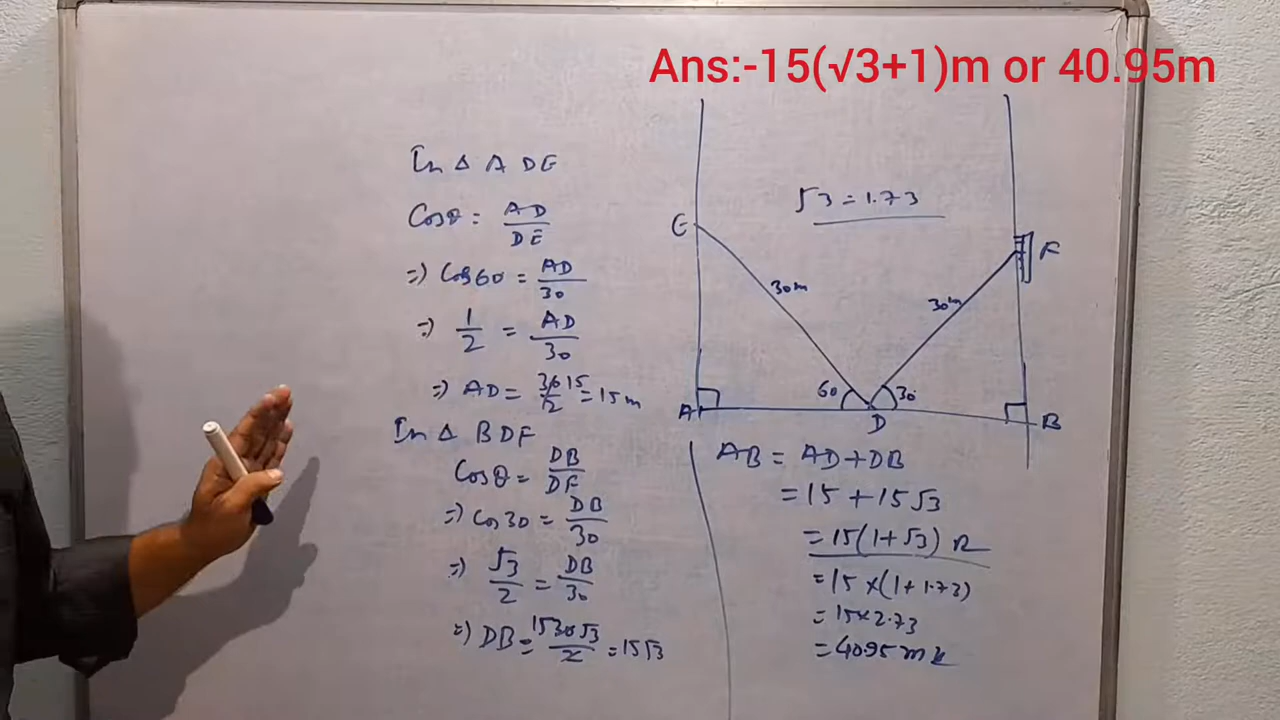 Ans:-15(√3+1)m or 40.95m
In Δ ADE
Cosθ = AD/DE
=) Cos60 = AD/30
=) 1/2 = AD/30
=) AD = 30 15/2 = 15m
In Δ BDF
Cosθ = DB/DF
=) Cos30 = DB/30
=) √3/2 = DB/30
=) DB = 15 30√3/2 = 15√3
√3 = 1.73
E
F
30m
30m
60
30
A
D
B
AB = AD+DB
= 15 + 15√3
= 15(1+√3)
= 15×(1+1.73)
= 15×2.73
= 40.95m